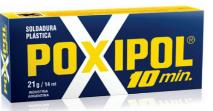 SOLDADURA
PLÁSTICA
POXIPOL®
10 min.
21 g / 14 ml
INDUSTRIA
ARGENTINA